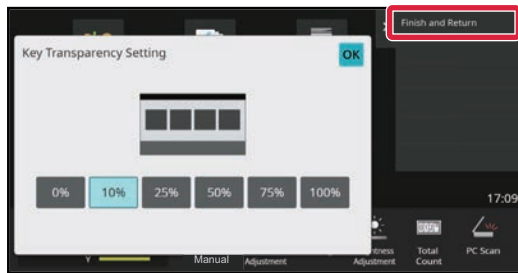 Finish and Return
Key Transparency Setting
OK
0%
10%
25%
50%
75%
100%
17:09
Y
Manual
Adjustment
Adjustment
Total
Count
PC Scan